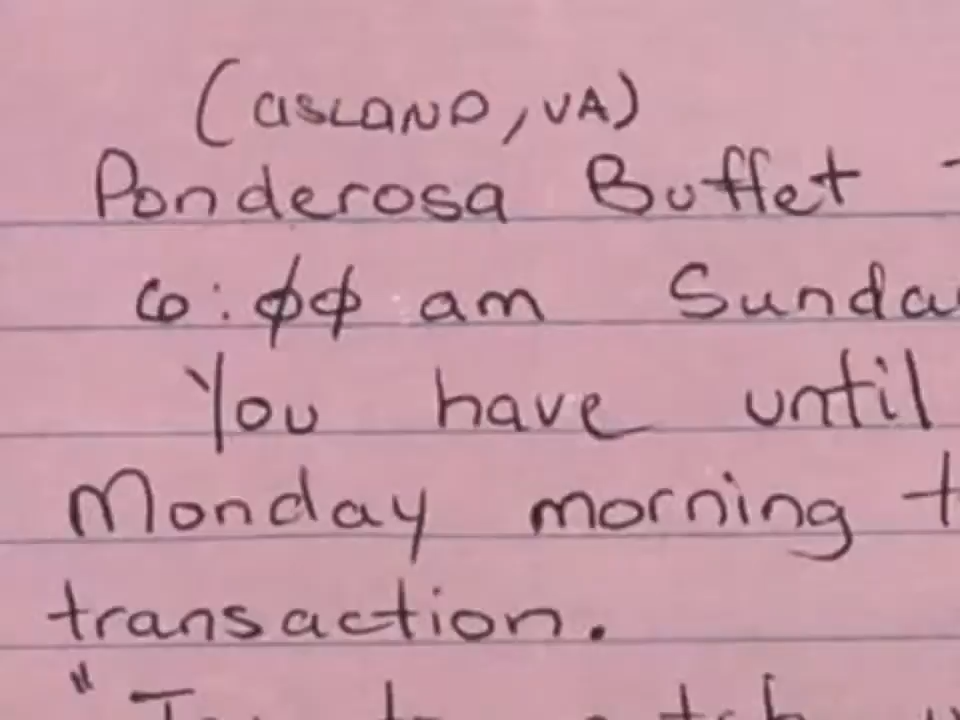 (aSLAND, VA)
Ponderosa Buffet
6:00 am Sunda
You have until
Monday morning t
transaction.
"